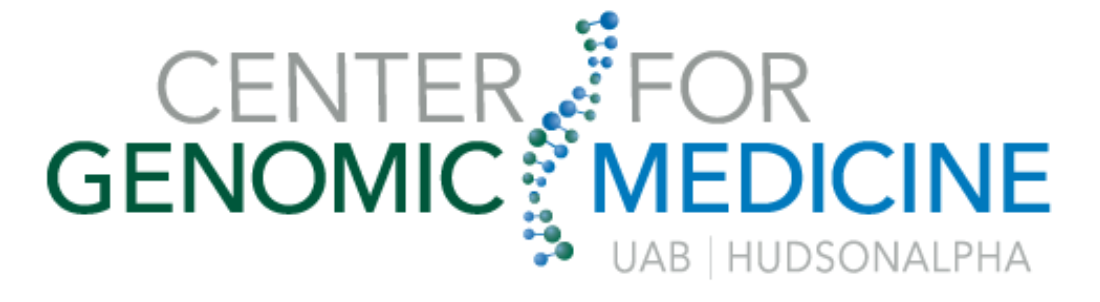 CENTER FOR
GENOMIC MEDICINE
UAB | HUDSONALPHA